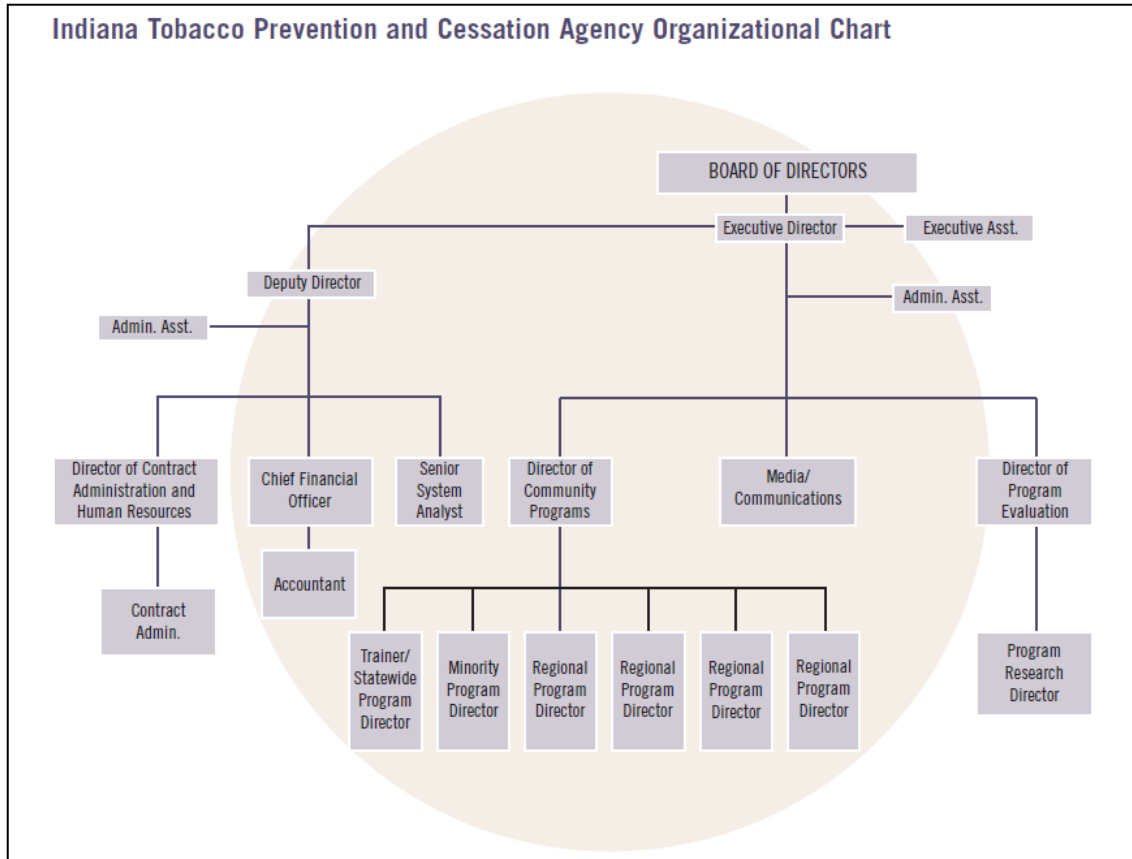 Indiana Tobacco Prevention and Cessation Agency Organizational Chart
BOARD OF DIRECTORS
Executive Director
Executive Asst.
Deputy Director
Admin. Asst.
Admin. Asst.
Director of Contract
Administration and
Human Resources
Chief Financial
Officer
Senior
System
Analyst
Director of
Community
Programs
Media/
Communications
Director of
Program
Evaluation
Accountant
Contract
Admin.
Trainer/
Statewide
Program
Director
Minority
Program
Director
Regional
Program
Director
Regional
Program
Director
Regional
Program
Director
Regional
Program
Director
Program
Research
Director